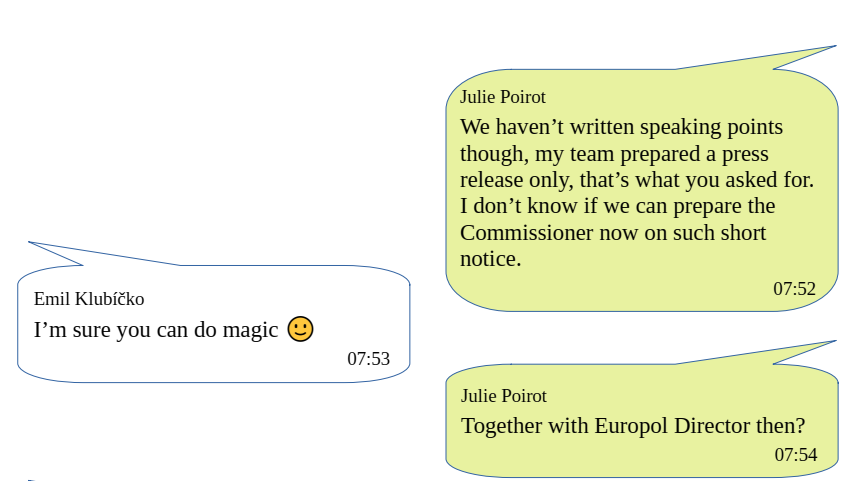 Julie Poirot
We haven’t written speaking points
though, my team prepared a press
release only, that’s what you asked for.
I don’t know if we can prepare the
Commissioner now on such short
notice.
07:52
Emil Klubíčko
I’m sure you can do magic 🙂
07:53
Julie Poirot
Together with Europol Director then?
07:54